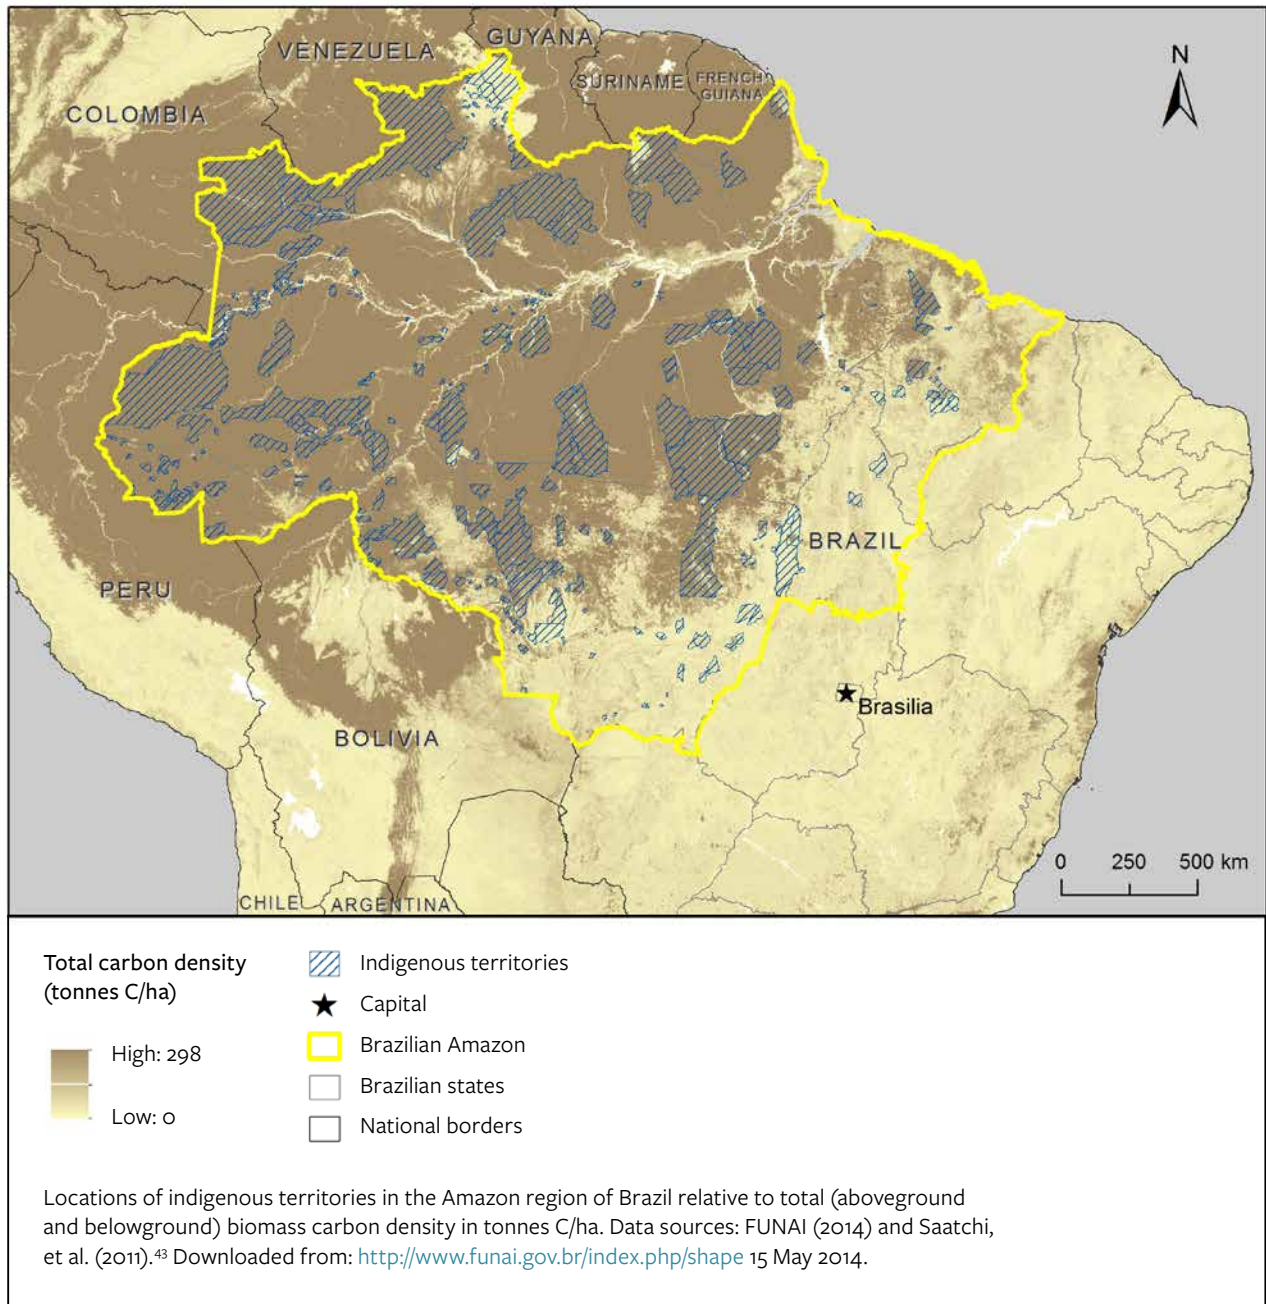 VENEZUELA
GUYANA
SURINAME
FRENCH
GUIANA
COLOMBIA
N
BRAZIL
PERU
Brasilia
BOLIVIA
0 250 500 km
CHILE
ARGENTINA
Total carbon density
(tonnes C/ha)
High: 298
Low: 0
Indigenous territories
Capital
Brazilian Amazon
Brazilian states
National borders
Locations of indigenous territories in the Amazon region of Brazil relative to total (aboveground
and belowground) biomass carbon density in tonnes C/ha. Data sources: FUNAI (2014) and Saatchi,
et al. (2011).⁴³ Downloaded from: http://www.funai.gov.br/index.php/shape 15 May 2014.